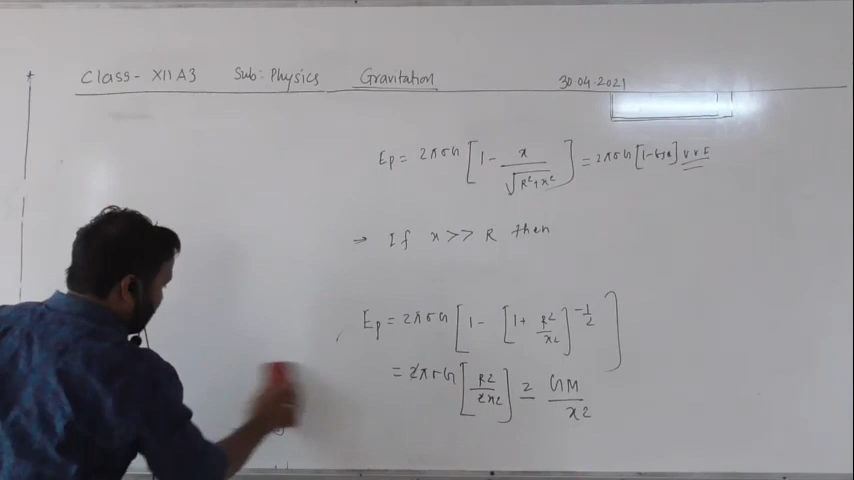 Class- XII A3 Sub: Physics Gravitation 30-04-2021
Ep = 2πσG [1 - x/√(R²+x²)] = 2πσG [1-cosα] V.V.I
⇒ If x >> R then
Ep = 2πσG [1 - [1 + R²/x²]^(-1/2)]
= 2πσG [R²/2x²] = GM/x²